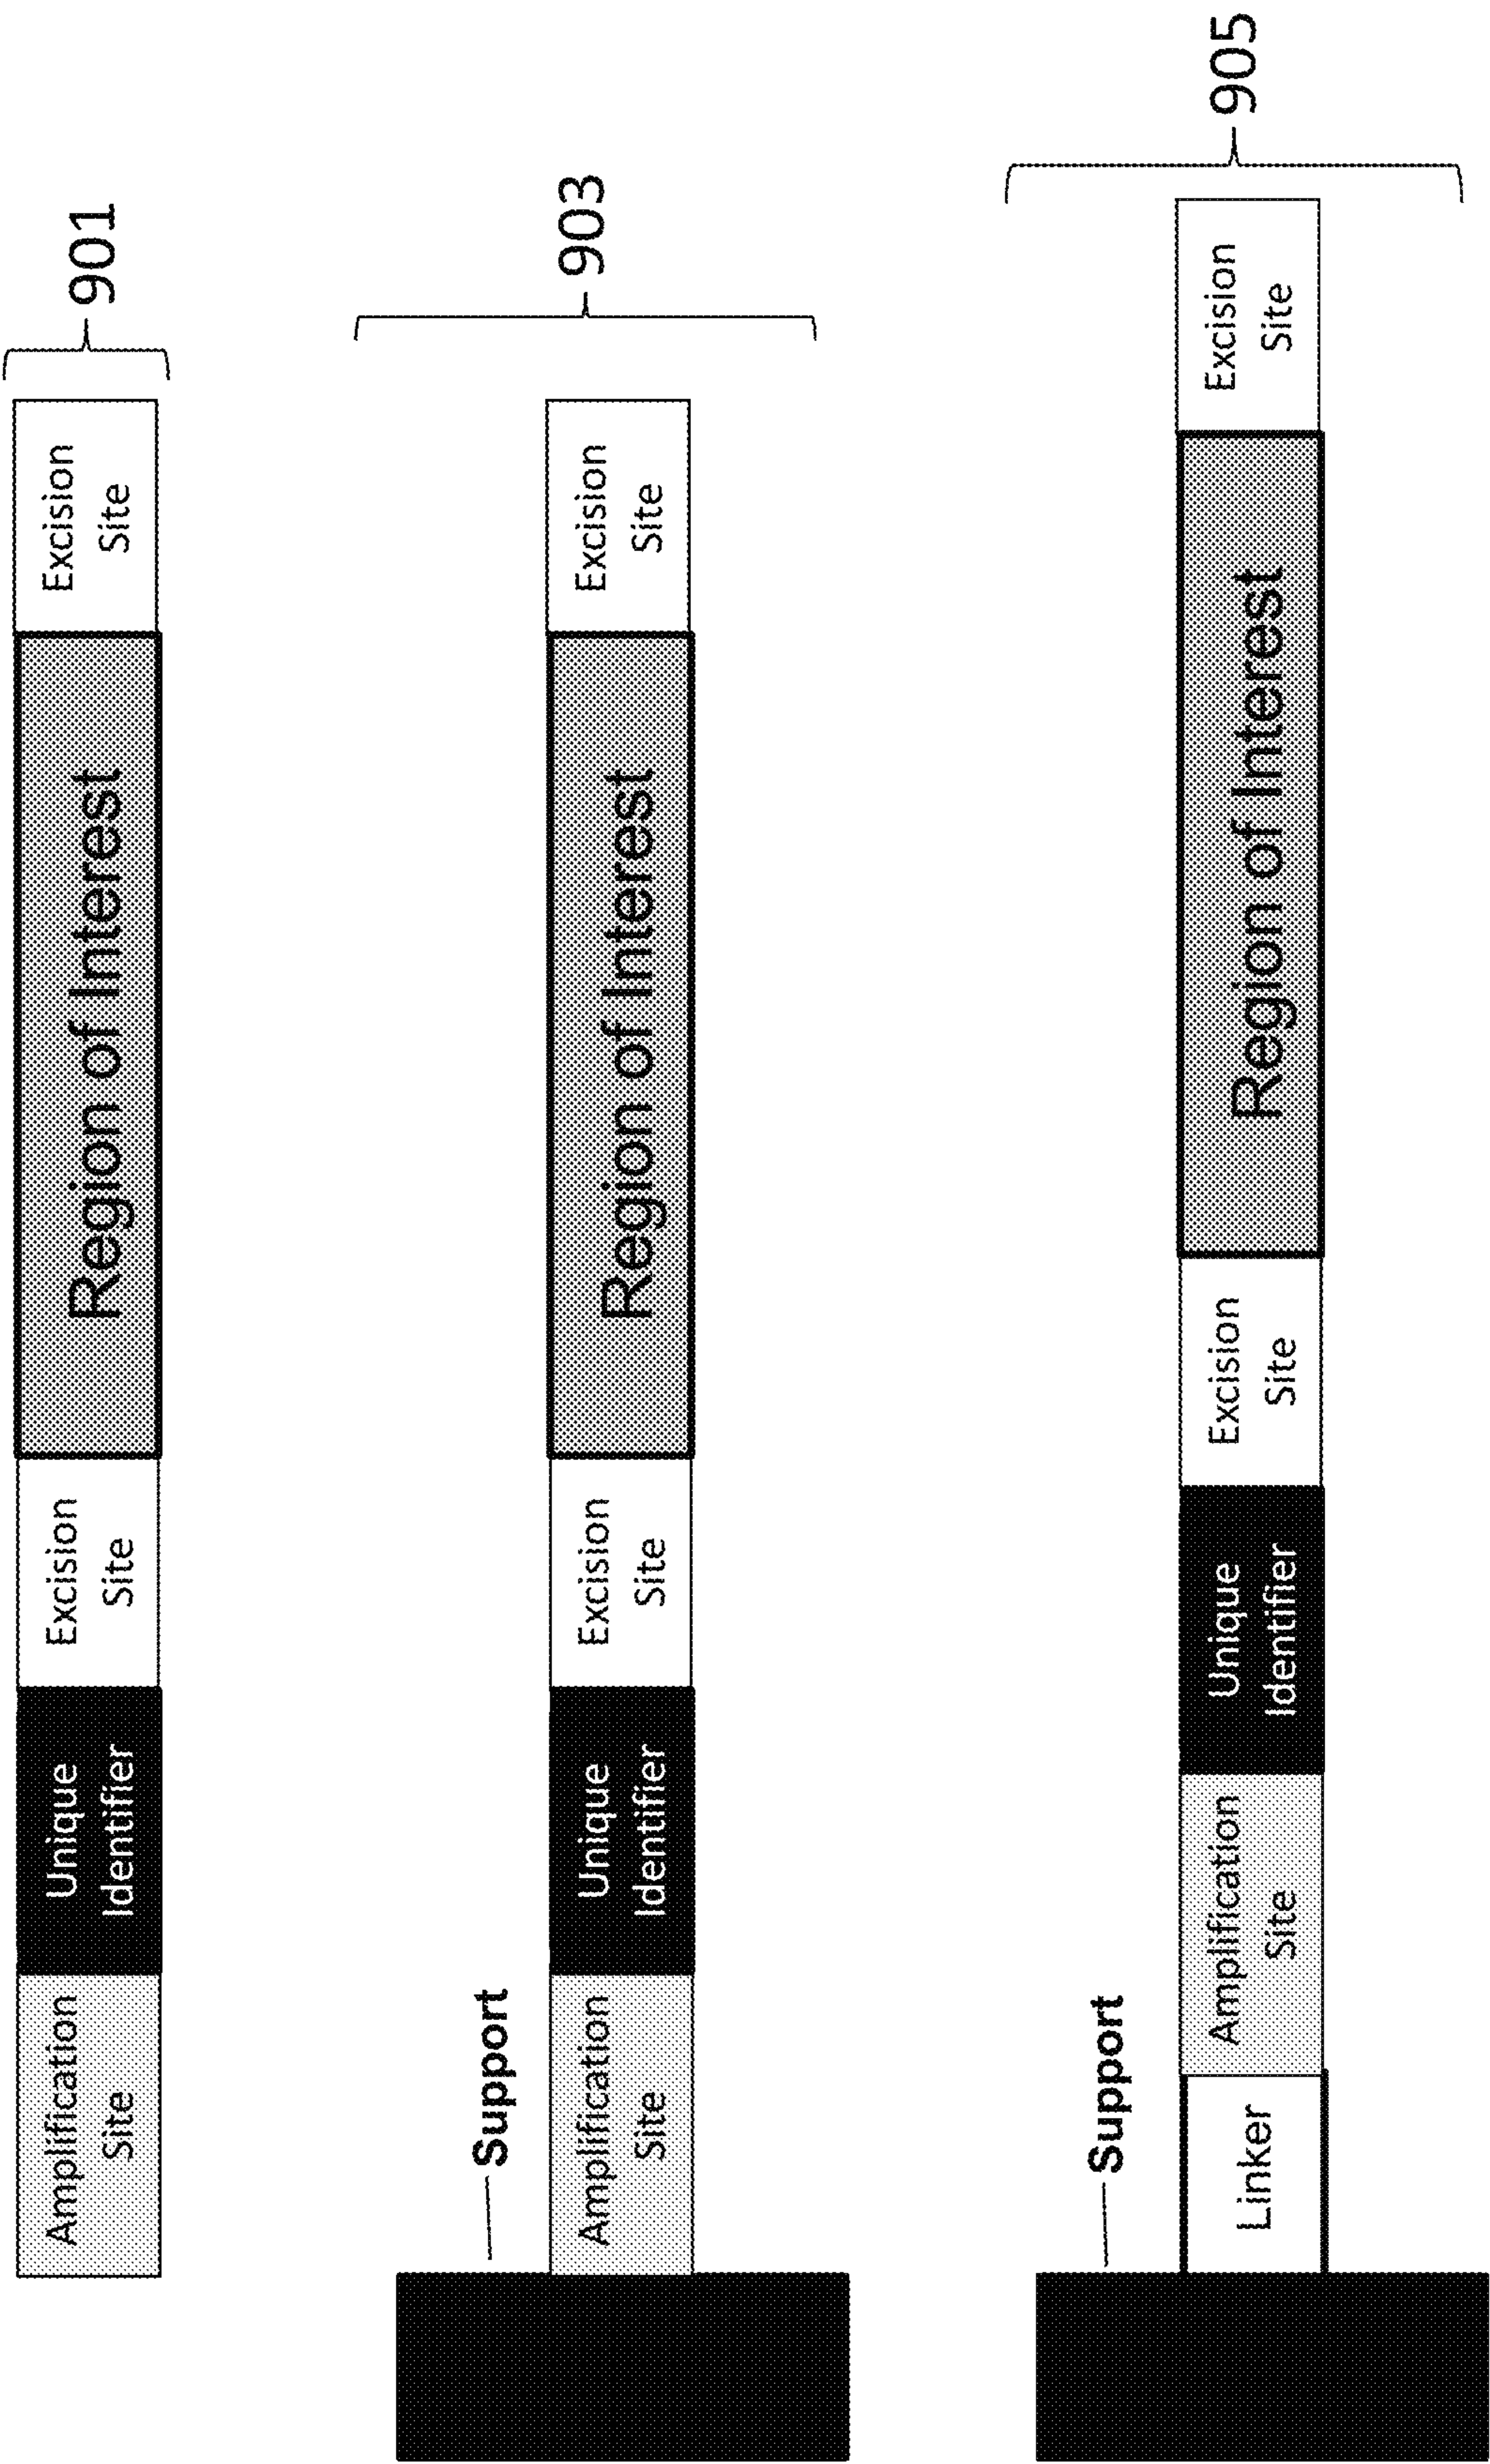 Amplification
Site
Unique
Identifier
Excision
Site
Region of Interest
Excision
Site
901
Support
Amplification
Site
Unique
Identifier
Excision
Site
Region of Interest
Excision
Site
903
Support
Linker
Amplification
Site
Unique
Identifier
Excision
Site
Region of Interest
Excision
Site
905